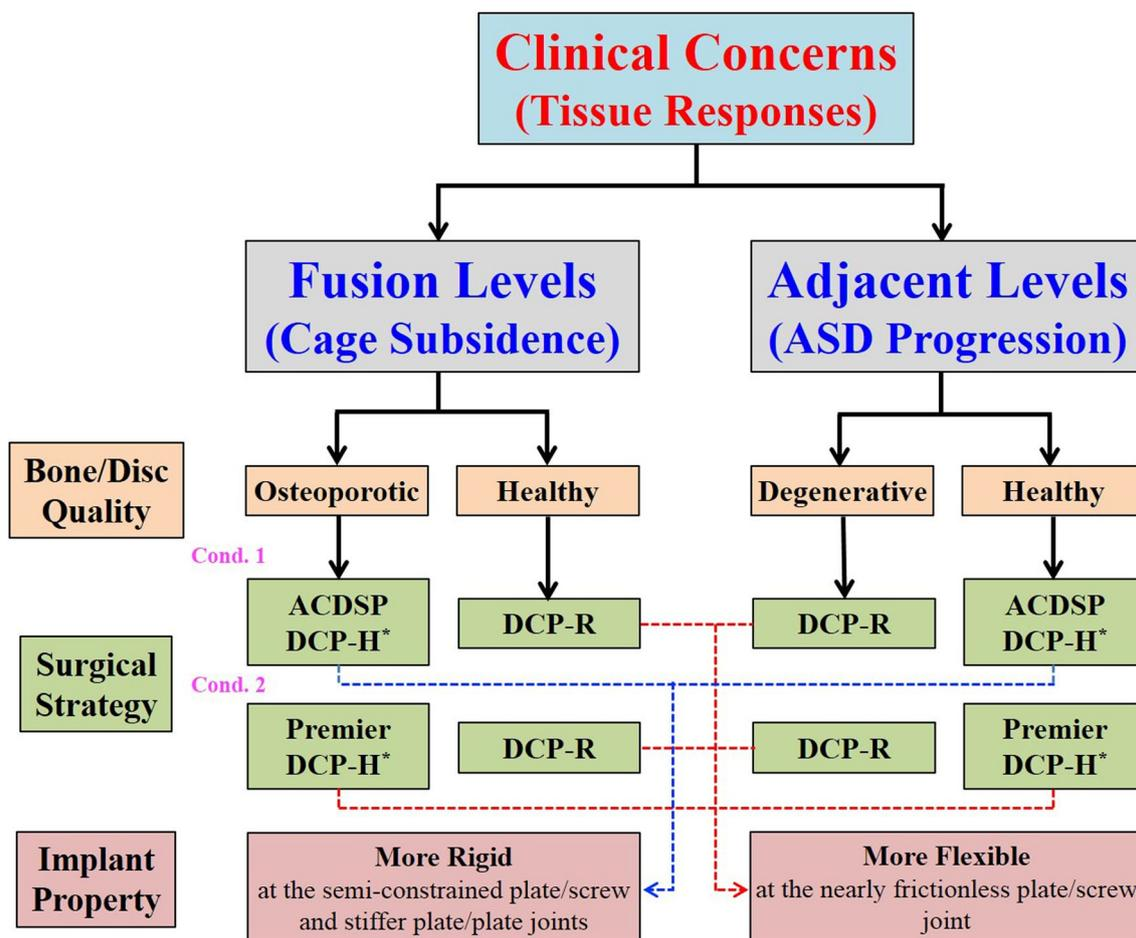 Clinical Concerns
(Tissue Responses)
Fusion Levels
(Cage Subsidence)
Adjacent Levels
(ASD Progression)
Bone/Disc
Quality
Osteoporotic
Healthy
Degenerative
Healthy
Cond. 1
ACDSP
DCP-H*
DCP-R
DCP-R
ACDSP
DCP-H*
Surgical
Strategy
Cond. 2
Premier
DCP-H*
DCP-R
DCP-R
Premier
DCP-H*
Implant
Property
More Rigid
at the semi-constrained plate/screw
and stiffer plate/plate joints
More Flexible
at the nearly frictionless plate/screw
joint